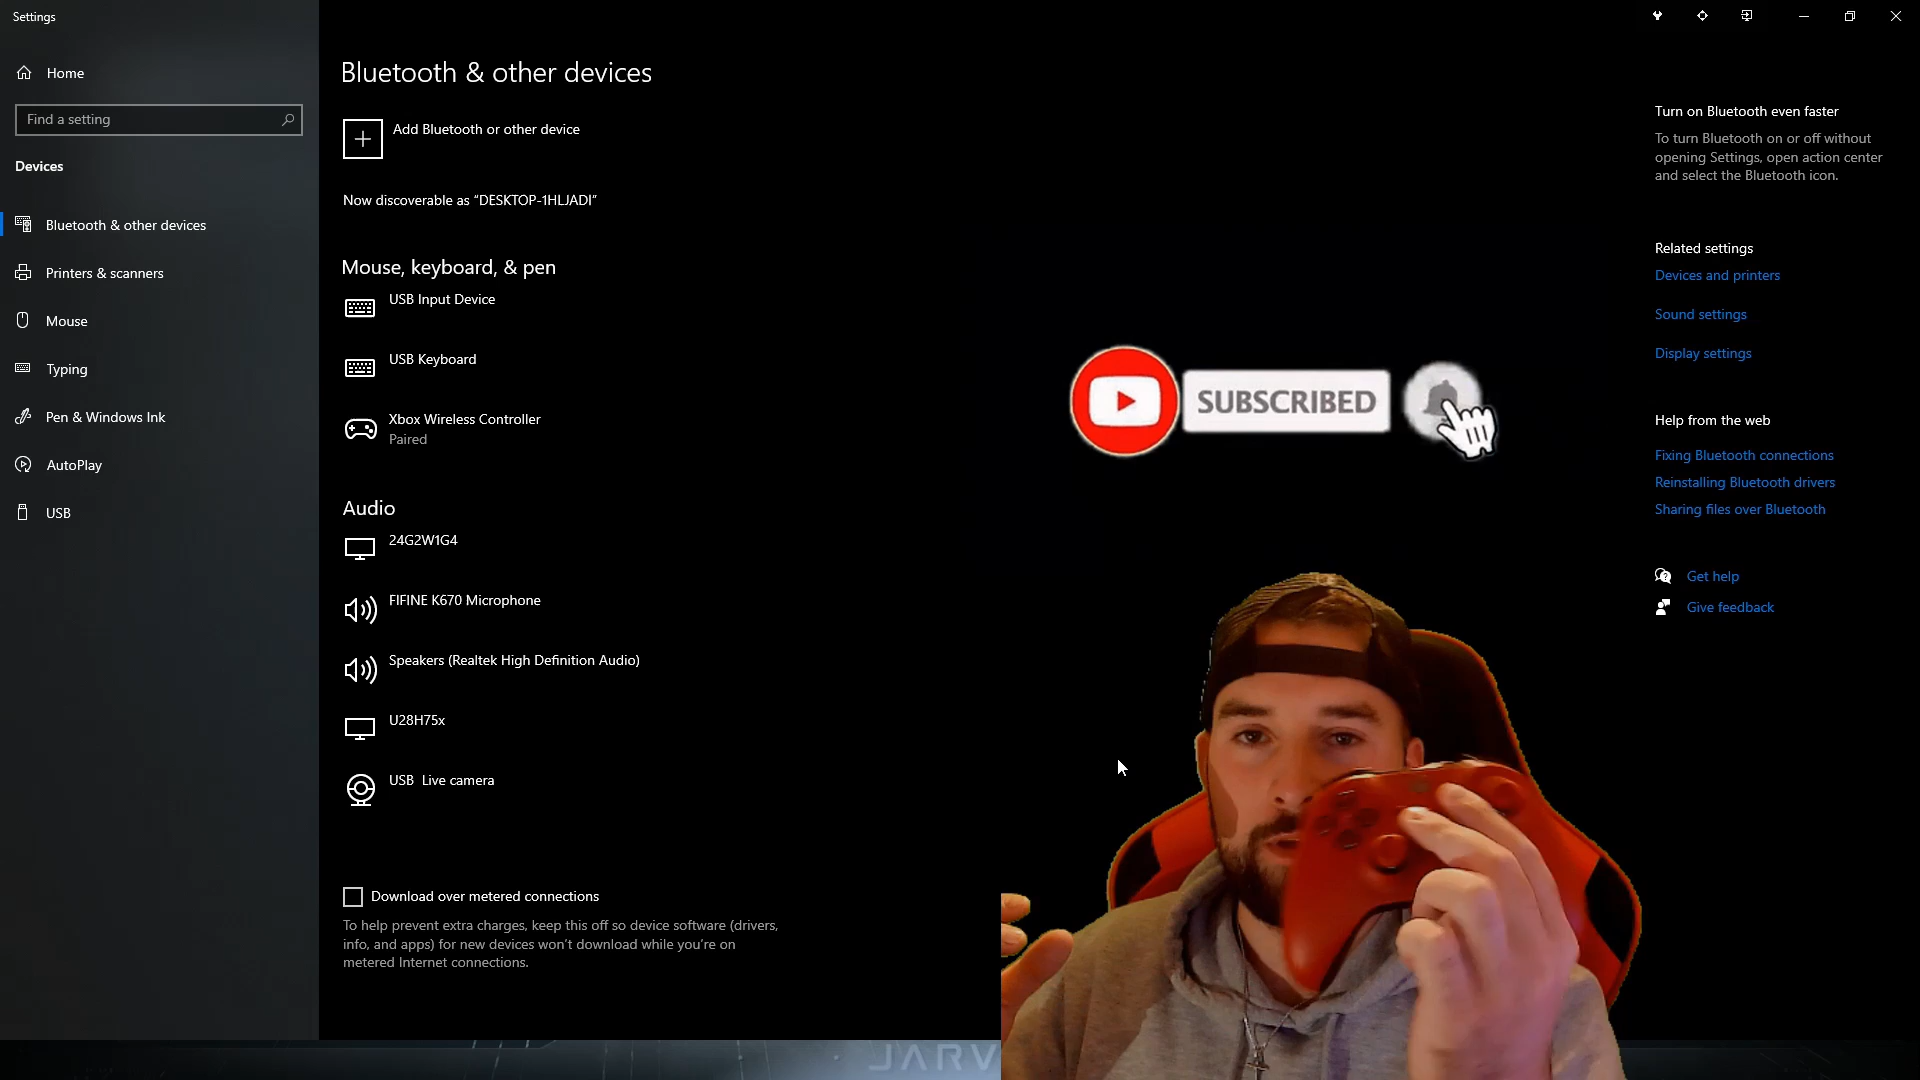 Settings
Home
Find a setting
Devices
Bluetooth & other devices
Printers & scanners
Mouse
Typing
Pen & Windows Ink
AutoPlay
USB
Bluetooth & other devices
Add Bluetooth or other device
Now discoverable as “DESKTOP-1HLJADI”
Mouse, keyboard, & pen
USB Input Device
USB Keyboard
Xbox Wireless Controller
Paired
Audio
24G2W1G4
FIFINE K670 Microphone
Speakers (Realtek High Definition Audio)
U28H75x
USB  Live camera
Download over metered connections
To help prevent extra charges, keep this off so device software (drivers,
info, and apps) for new devices won’t download while you’re on
metered Internet connections.
SUBSCRIBED
Turn on Bluetooth even faster
To turn Bluetooth on or off without
opening Settings, open action center
and select the Bluetooth icon.
Related settings
Devices and printers
Sound settings
Display settings
Help from the web
Fixing Bluetooth connections
Reinstalling Bluetooth drivers
Sharing files over Bluetooth
Get help
Give feedback
JARV